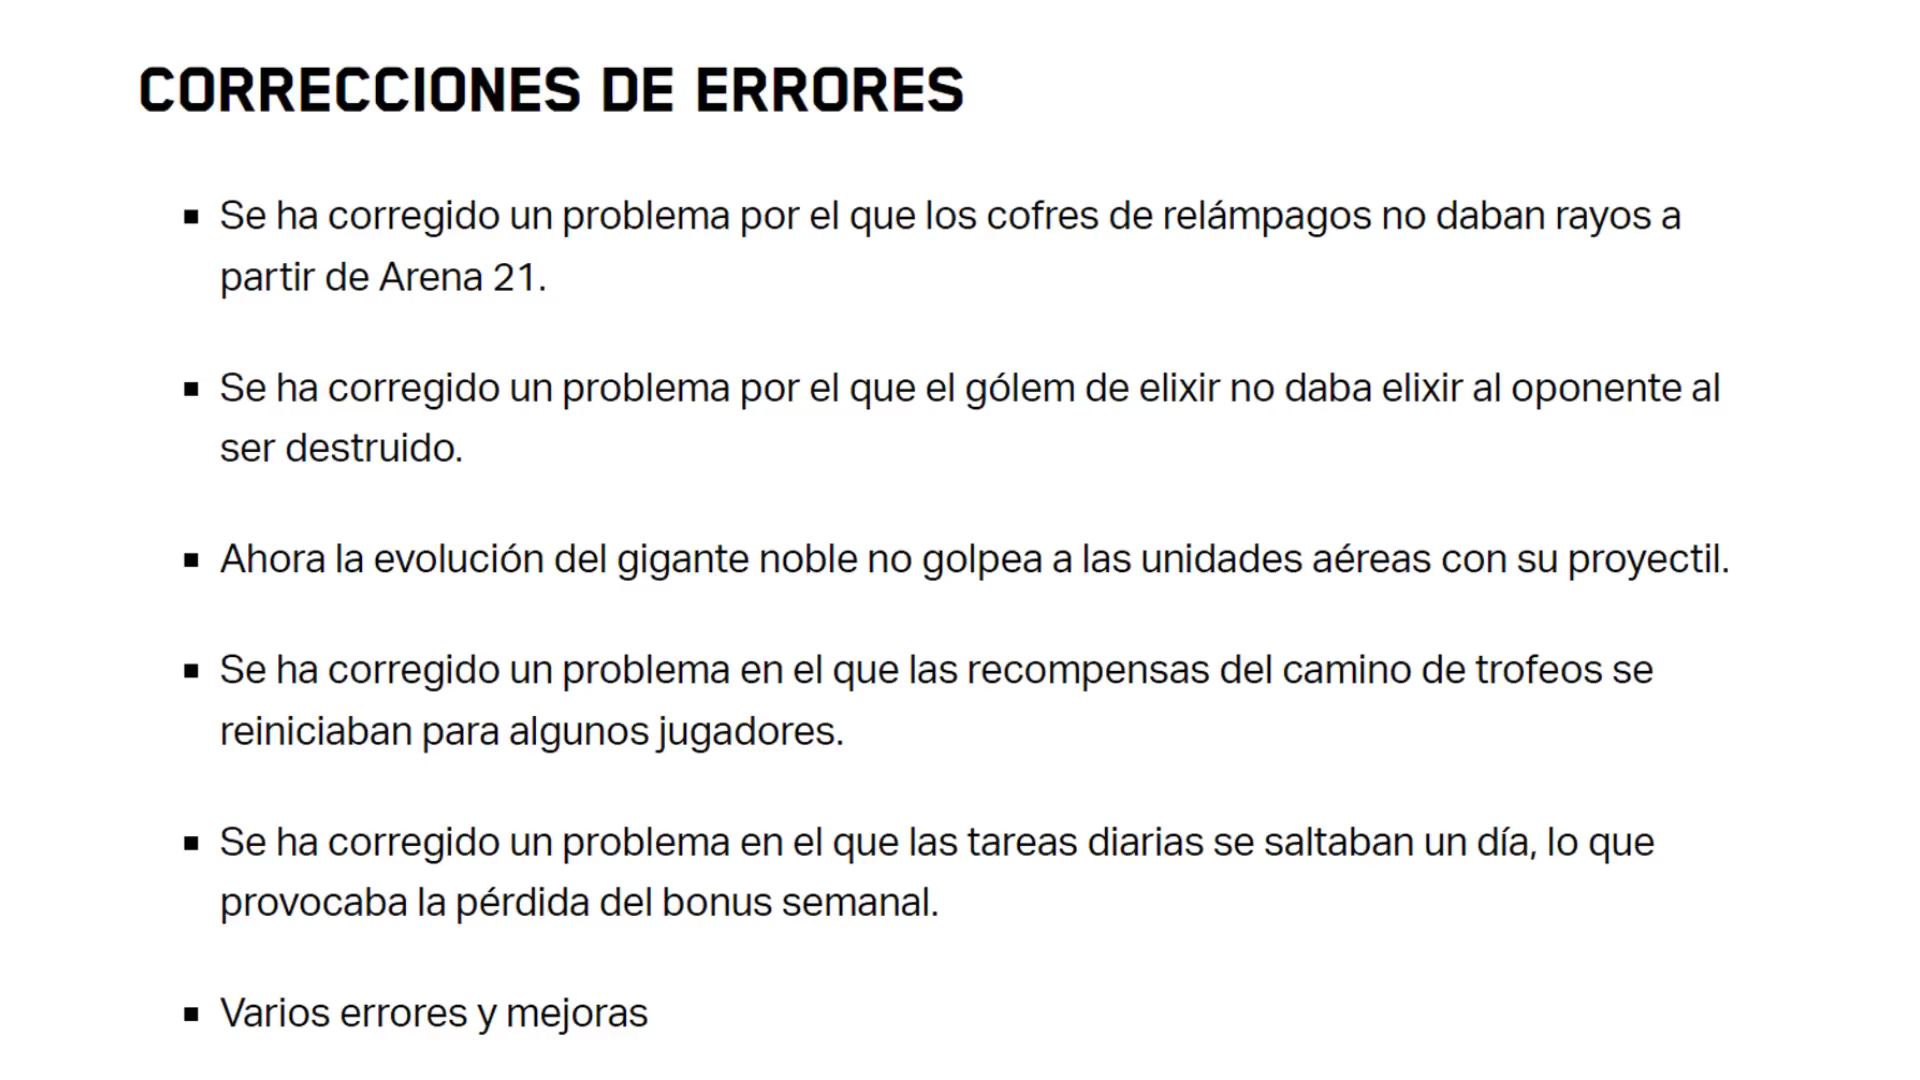 CORRECCIONES DE ERRORES
▪ Se ha corregido un problema por el que los cofres de relámpagos no daban rayos a
partir de Arena 21.
▪ Se ha corregido un problema por el que el gólem de elixir no daba elixir al oponente al
ser destruido.
▪ Ahora la evolución del gigante noble no golpea a las unidades aéreas con su proyectil.
▪ Se ha corregido un problema en el que las recompensas del camino de trofeos se
reiniciaban para algunos jugadores.
▪ Se ha corregido un problema en el que las tareas diarias se saltaban un día, lo que
provocaba la pérdida del bonus semanal.
▪ Varios errores y mejoras